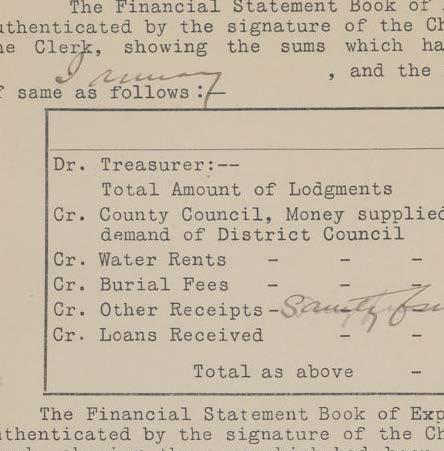 The Financial Statement Book of
uthenticated by the signature of the Ch
he Clerk, showing the sums which ha
January , and the
f same as follows:—
Dr. Treasurer:--
Total Amount of Lodgments
Cr. County Council, Money supplied
demand of District Council
Cr. Water Rents - - -
Cr. Burial Fees - - -
Cr. Other Receipts -
Cr. Loans Received - -
Total as above -
The Financial Statement Book of Exp
uthenticated by the signature of the Ch